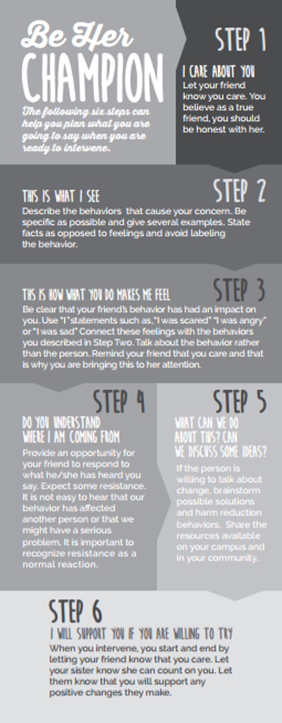 Be Her
CHAMPION
The following six steps can
help you plan what you are
going to say when you are
ready to intervene.
STEP 1
I CARE ABOUT YOU
Let your friend
know you care. You
believe as a true
friend, you should
be honest with her.
STEP 2
THIS IS WHAT I SEE
Describe the behaviors that cause your concern. Be
specific as possible and give several examples. State
facts as opposed to feelings and avoid labeling
the behavior.
STEP 3
THIS IS HOW WHAT YOU DO MAKES ME FEEL
Be clear that your friend's behavior has had an impact on
you. Use "I" statements such as, "I was scared" "I was angry"
or "I was sad" Connect these feelings with the behaviors
you described in Step Two. Talk about the behavior rather
than the person. Remind your friend that you care and that
is why you are bringing this to her attention.
STEP 4
DO YOU UNDERSTAND
WHERE I AM COMING FROM
Provide an opportunity for
your friend to respond to
what he/she has heard you
say. Expect some resistance.
It is not easy to hear that our
behavior has affected
another person or that we
might have a serious
problem. It is important to
recognize resistance as a
normal reaction.
STEP 5
WHAT CAN WE DO
ABOUT THIS? CAN
WE DISCUSS SOME IDEAS?
If the person is
willing to talk about
change, brainstorm
possible solutions
and harm reduction
behaviors. Share the
resources available
on your campus and
in your community.
STEP 6
I WILL SUPPORT YOU IF YOU ARE WILLING TO TRY
When you intervene, you start and end by
letting your friend know that you care. Let
your sister know she can count on you. Let
them know that you will support any
positive changes they make.